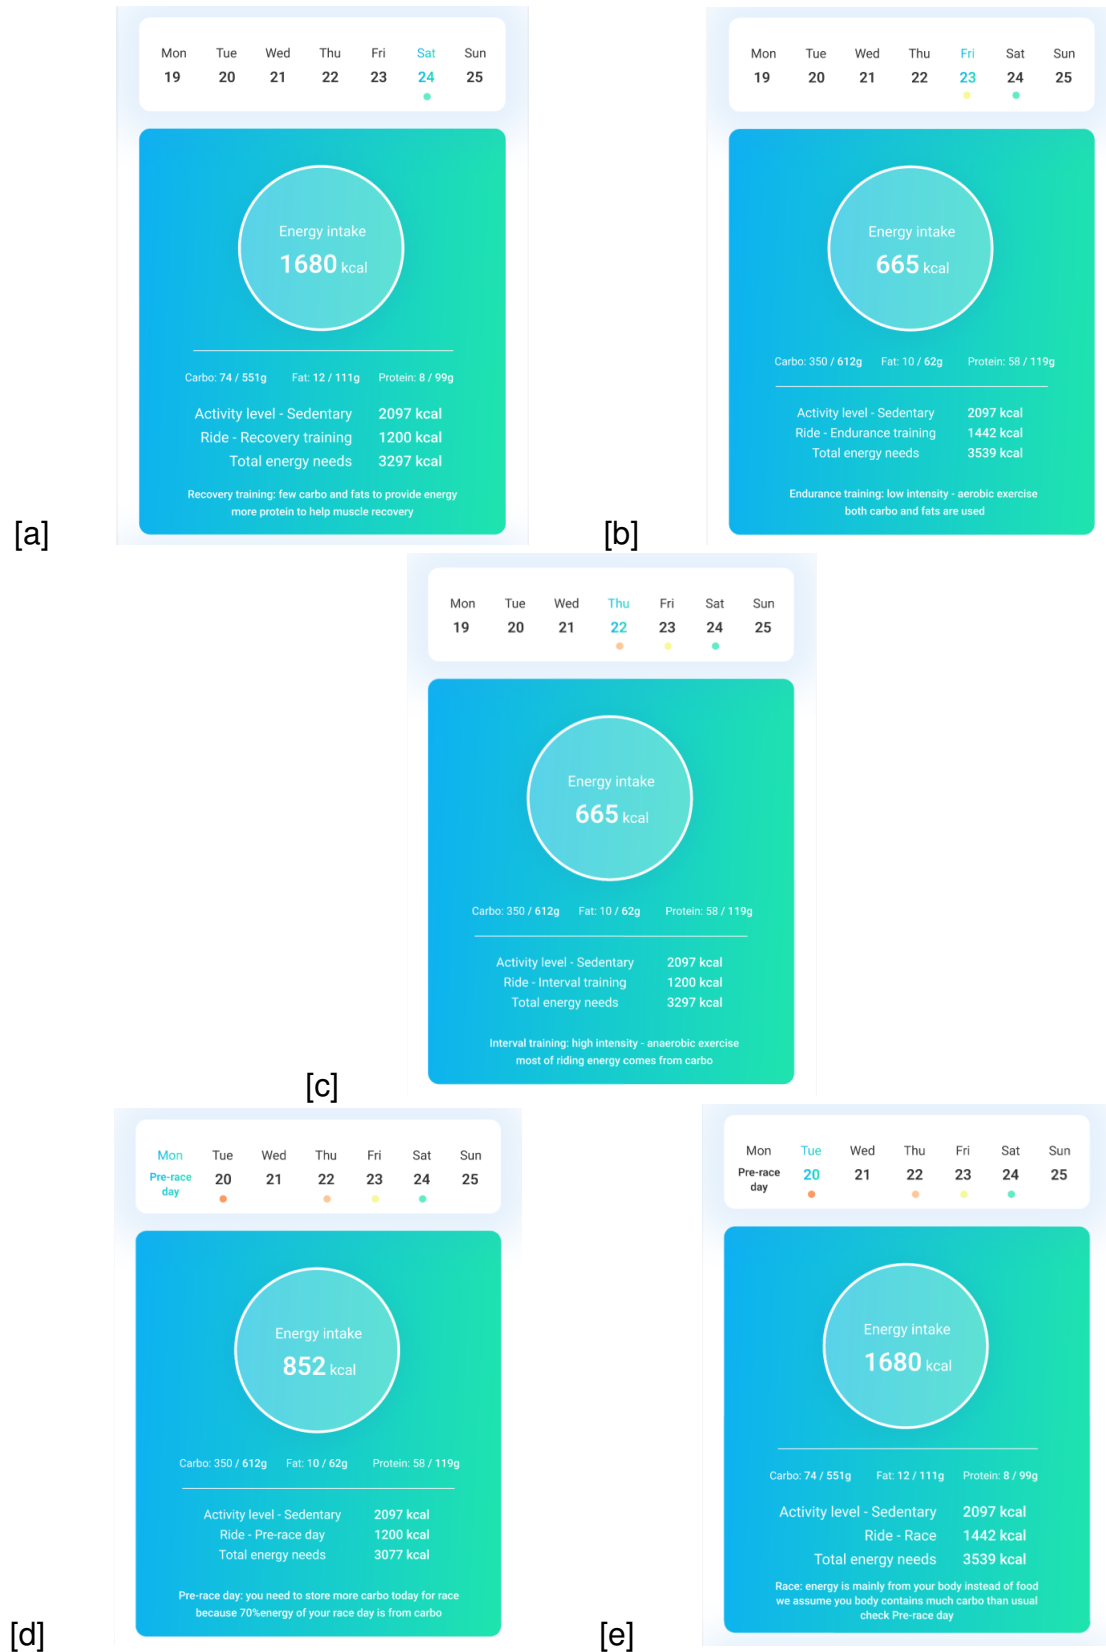 Mon Tue Wed Thu Fri Sat Sun
19 20 21 22 23 24 25
Energy intake
1680 kcal
Carbo: 74 / 551g Fat: 12 / 111g Protein: 8 / 99g
Activity level - Sedentary 2097 kcal
Ride - Recovery training 1200 kcal
Total energy needs 3297 kcal
Recovery training: few carbo and fats to provide energy
more protein to help muscle recovery
[a]
Mon Tue Wed Thu Fri Sat Sun
19 20 21 22 23 24 25
Energy intake
665 kcal
Carbo: 350 / 612g Fat: 10 / 62g Protein: 58 / 119g
Activity level - Sedentary 2097 kcal
Ride - Endurance training 1442 kcal
Total energy needs 3539 kcal
Endurance training: low intensity - aerobic exercise
both carbo and fats are used
[b]
Mon Tue Wed Thu Fri Sat Sun
19 20 21 22 23 24 25
Energy intake
665 kcal
Carbo: 350 / 612g Fat: 10 / 62g Protein: 58 / 119g
Activity level - Sedentary 2097 kcal
Ride - Interval training 1200 kcal
Total energy needs 3297 kcal
Interval training: high intensity - anaerobic exercise
most of riding energy comes from carbo
[c]
Mon Tue Wed Thu Fri Sat Sun
Pre-race day 20 21 22 23 24 25
Energy intake
852 kcal
Carbo: 350 / 612g Fat: 10 / 62g Protein: 58 / 119g
Activity level - Sedentary 2097 kcal
Ride - Pre-race day 1200 kcal
Total energy needs 3077 kcal
Pre-race day: you need to store more carbo today for race
because 70%energy of your race day is from carbo
[d]
Mon Tue Wed Thu Fri Sat Sun
Pre-race day 20 21 22 23 24 25
Energy intake
1680 kcal
Carbo: 74 / 551g Fat: 12 / 111g Protein: 8 / 99g
Activity level - Sedentary 2097 kcal
Ride - Race 1442 kcal
Total energy needs 3539 kcal
Race: energy is mainly from your body instead of food
we assume you body contains much carbo than usual
check Pre-race day
[e]